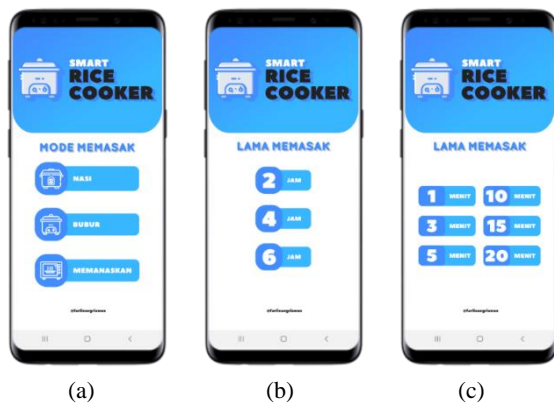 SMART
RICE
COOKER
MODE MEMASAK
NASI
BUBUR
MEMANASKAN
(a)
SMART
RICE
COOKER
LAMA MEMASAK
2 JAM
4 JAM
6 JAM
(b)
SMART
RICE
COOKER
LAMA MEMASAK
1 MENIT 10 MENIT
3 MENIT 15 MENIT
5 MENIT 20 MENIT
(c)